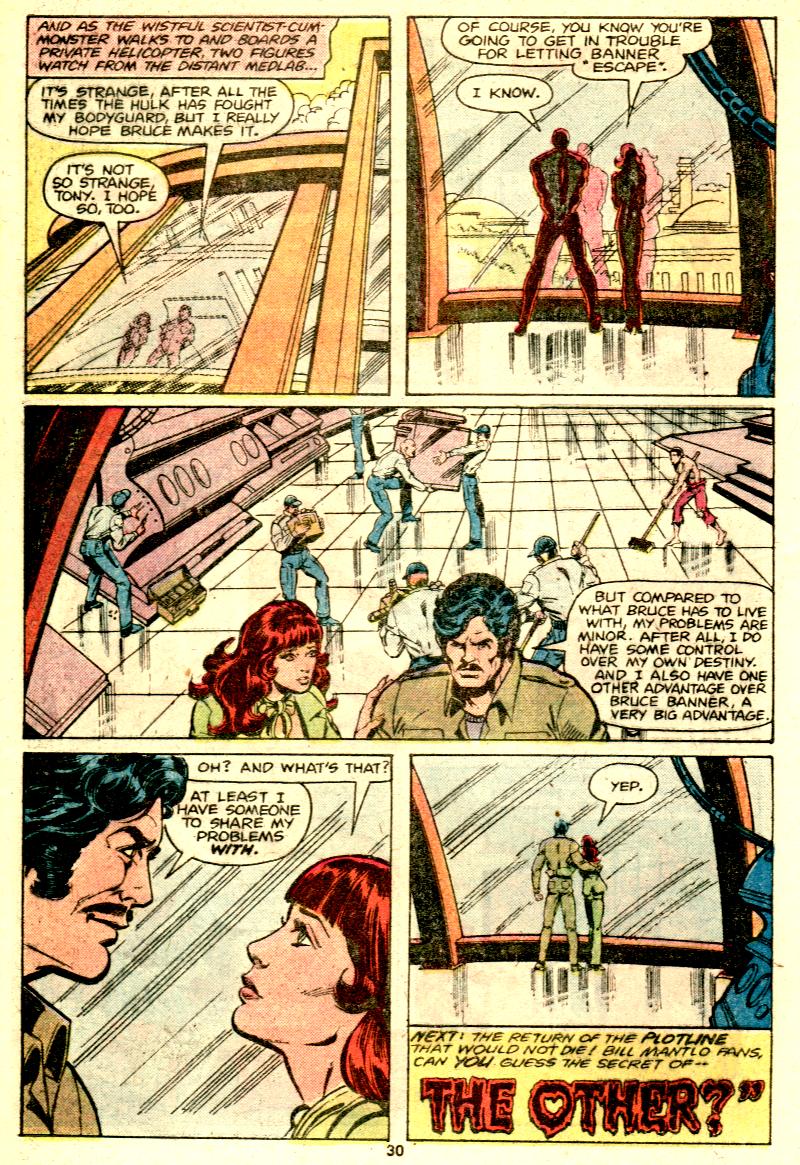 AND AS THE WISTFUL SCIENTIST-CUM-
MONSTER WALKS TO AND BOARDS A
PRIVATE HELICOPTER, TWO FIGURES
WATCH FROM THE DISTANT MEDLAB...
IT'S STRANGE, AFTER ALL THE
TIMES THE HULK HAS FOUGHT
MY BODYGUARD, BUT I REALLY
HOPE BRUCE MAKES IT.
IT'S NOT
SO STRANGE,
TONY. I HOPE
SO, TOO.
OF COURSE, YOU KNOW YOU'RE
GOING TO GET IN TROUBLE
FOR LETTING BANNER
"ESCAPE".
I KNOW.
BUT COMPARED TO
WHAT BRUCE HAS TO LIVE
WITH, MY PROBLEMS ARE
MINOR. AFTER ALL, I DO
HAVE SOME CONTROL
OVER MY OWN DESTINY.
AND I ALSO HAVE ONE
OTHER ADVANTAGE OVER
BRUCE BANNER, A
VERY BIG ADVANTAGE.
OH? AND WHAT'S THAT?
AT LEAST I
HAVE SOMEONE
TO SHARE MY
PROBLEMS
WITH.
YEP.
NEXT: THE RETURN OF THE PLOTLINE
THAT WOULD NOT DIE! BILL MANTLO FANS,
CAN YOU GUESS THE SECRET OF--
THE OTHER?"
30